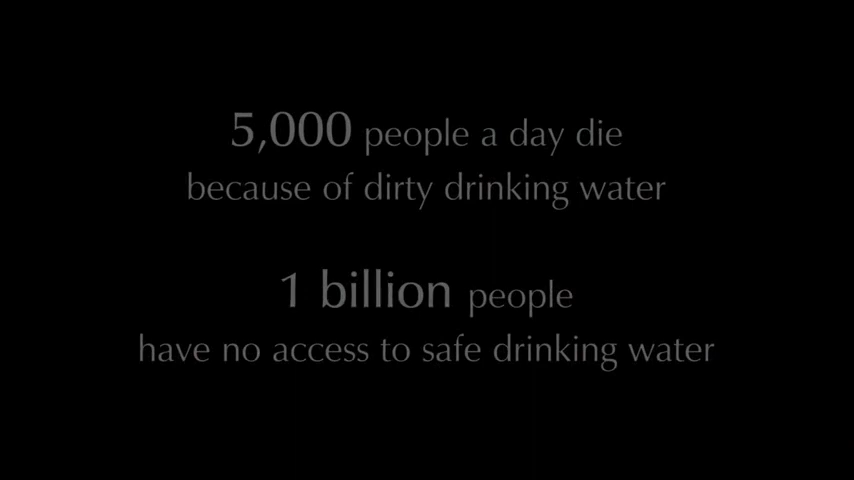 5,000 people a day die
because of dirty drinking water
1 billion people
have no access to safe drinking water